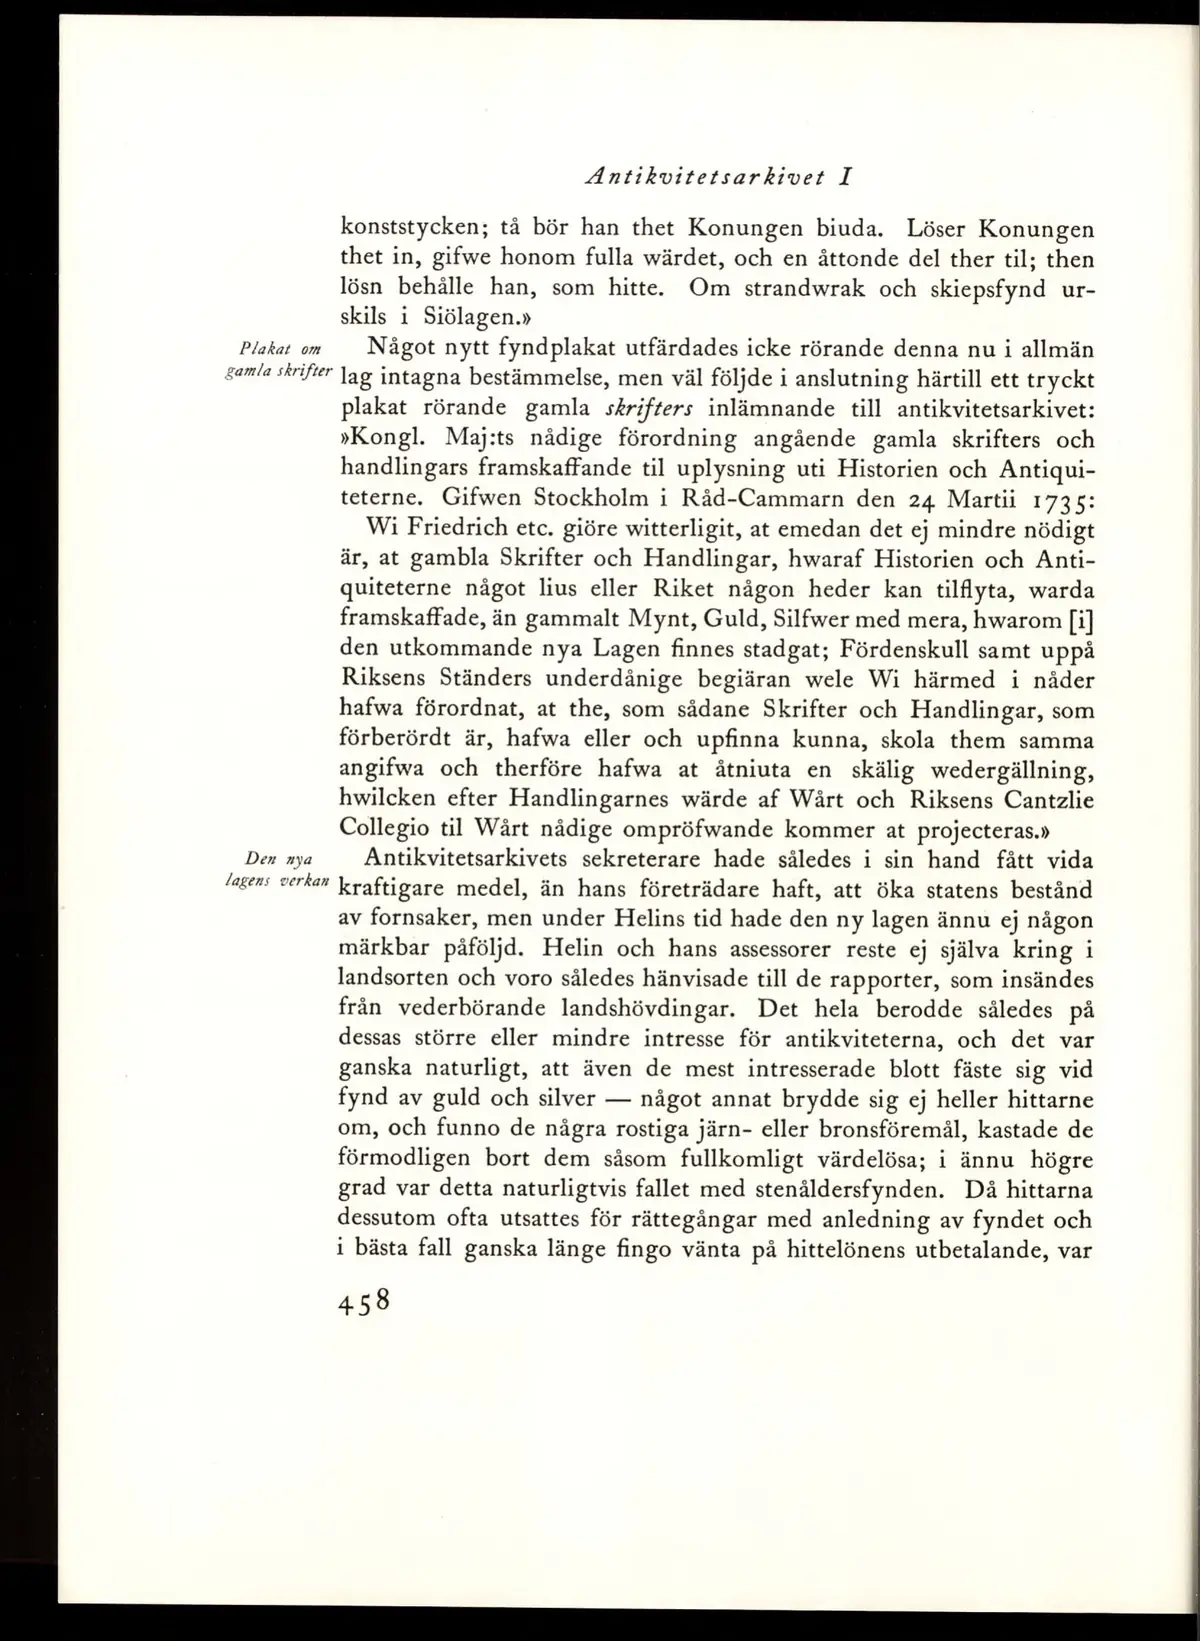 Antikvitetsarkivet I
konststycken; tå bör han thet Konungen biuda. Löser Konungen
thet in, gifwe honom fulla wärdet, och en åttonde del ther til; then
lösn behålle han, som hitte. Om strandwrak och skiepsfynd ur-
skils i Siölagen.»
Plakat om
gamla skrifter
Något nytt fyndplakat utfärdades icke rörande denna nu i allmän
lag intagna bestämmelse, men väl följde i anslutning härtill ett tryckt
plakat rörande gamla skrifters inlämnande till antikvitetsarkivet:
»Kongl. Maj:ts nådige förordning angående gamla skrifters och
handlingars framskaffande til uplysning uti Historien och Antiqui-
teterne. Gifwen Stockholm i Råd-Cammarn den 24 Martii 1735:
Wi Friedrich etc. giöre witterligit, at emedan det ej mindre nödigt
är, at gambla Skrifter och Handlingar, hwaraf Historien och Anti-
quiteterne något lius eller Riket någon heder kan tilflyta, warda
framskaffade, än gammalt Mynt, Guld, Silfwer med mera, hwarom [i]
den utkommande nya Lagen finnes stadgat; Fördenskull samt uppå
Riksens Ständers underdånige begiäran wele Wi härmed i nåder
hafwa förordnat, at the, som sådane Skrifter och Handlingar, som
förberördt är, hafwa eller och upfinna kunna, skola them samma
angifwa och therföre hafwa at åtniuta en skälig wedergällning,
hwilcken efter Handlingarnes wärde af Wårt och Riksens Cantzlie
Collegio til Wårt nådige ompröfwande kommer at projecteras.»
Den nya
lagens verkan
Antikvitetsarkivets sekreterare hade således i sin hand fått vida
kraftigare medel, än hans företrädare haft, att öka statens bestånd
av fornsaker, men under Helins tid hade den ny lagen ännu ej någon
märkbar påföljd. Helin och hans assessorer reste ej själva kring i
landsorten och voro således hänvisade till de rapporter, som insändes
från vederbörande landshövdingar. Det hela berodde således på
dessas större eller mindre intresse för antikviteterna, och det var
ganska naturligt, att även de mest intresserade blott fäste sig vid
fynd av guld och silver — något annat brydde sig ej heller hittarne
om, och funno de några rostiga järn- eller bronsföremål, kastade de
förmodligen bort dem såsom fullkomligt värdelösa; i ännu högre
grad var detta naturligtvis fallet med stenåldersfynden. Då hittarna
dessutom ofta utsattes för rättegångar med anledning av fyndet och
i bästa fall ganska länge fingo vänta på hittelönens utbetalande, var
458